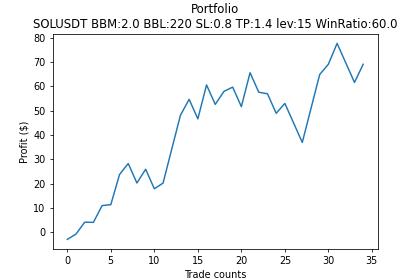 Portfolio
SOLUSDT BBM:2.0 BBL:220 SL:0.8 TP:1.4 lev:15 WinRatio:60.0
80
70
60
50
40
30
20
10
0
Profit ($)
0 5 10 15 20 25 30 35
Trade counts